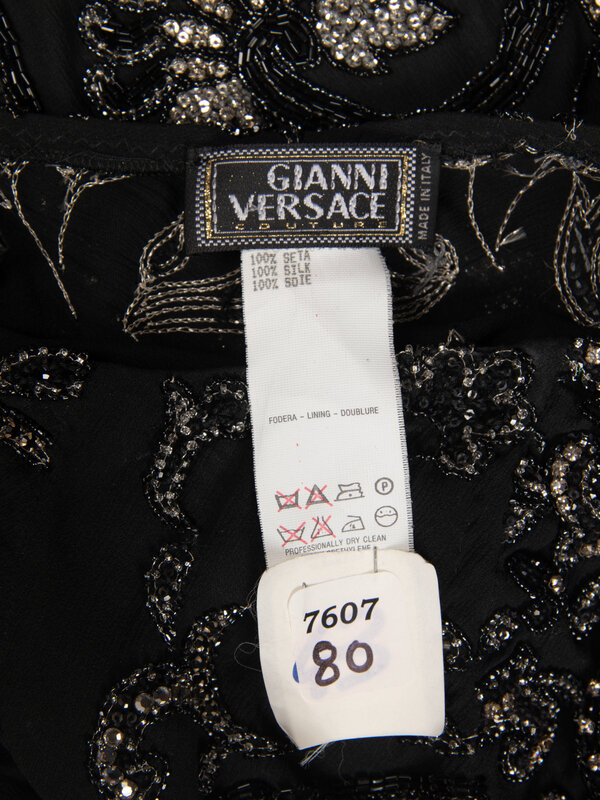 GIANNI
VERSACE
COUTURE
MADE IN ITALY
100% SETA
100% SILK
100% SOIE
FODERA - LINING - DOUBLURE
P
PROFESSIONALLY DRY CLEAN
7607
80